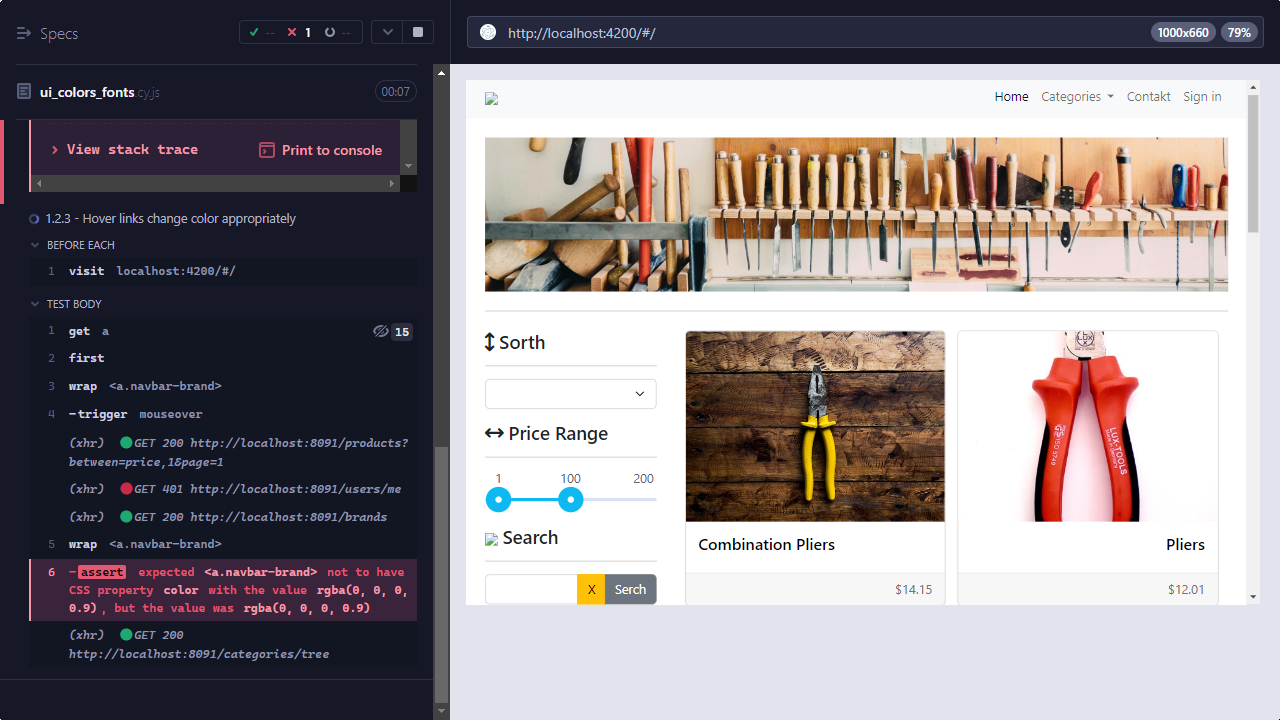 Specs
-- 1 --
ui_colors_fonts.cy.js 00:07
View stack trace Print to console
1.2.3 - Hover links change color appropriately
BEFORE EACH
1 visit localhost:4200/#/
TEST BODY
1 get a 15
2 first
3 wrap <a.navbar-brand>
4 -trigger mouseover
(xhr) GET 200 http://localhost:8091/products?
between=price,1&page=1
(xhr) GET 401 http://localhost:8091/users/me
(xhr) GET 200 http://localhost:8091/brands
5 wrap <a.navbar-brand>
6 -assert expected <a.navbar-brand> not to have
CSS property color with the value rgba(0, 0, 0,
0.9), but the value was rgba(0, 0, 0, 0.9)
(xhr) GET 200
http://localhost:8091/categories/tree
http://localhost:4200/#/ 1000x660 79%
Home Categories Contakt Sign in
Sorth
Price Range
1 100 200
Search
X Serch
Combination Pliers
$14.15
LUX-TOOLS
Pliers
$12.01